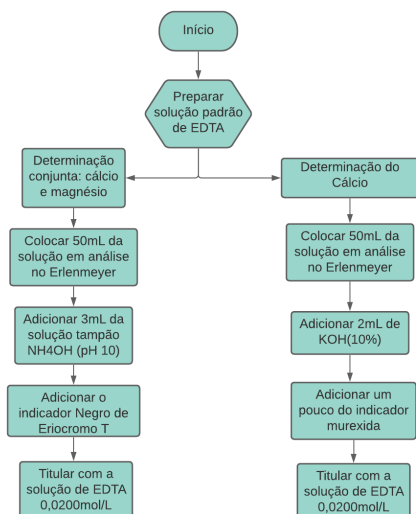 Início
Preparar
solução padrão
de EDTA
Determinação
conjunta: cálcio
e magnésio
Colocar 50mL da
solução em análise
no Erlenmeyer
Adicionar 3mL da
solução tampão
NH4OH (pH 10)
Adicionar o
indicador Negro de
Eriocromo T
Titular com a
solução de EDTA
0,0200mol/L
Determinação do
Cálcio
Colocar 50mL da
solução em análise
no Erlenmeyer
Adicionar 2mL de
KOH(10%)
Adicionar um
pouco do indicador
murexida
Titular com a
solução de EDTA
0,0200mol/L